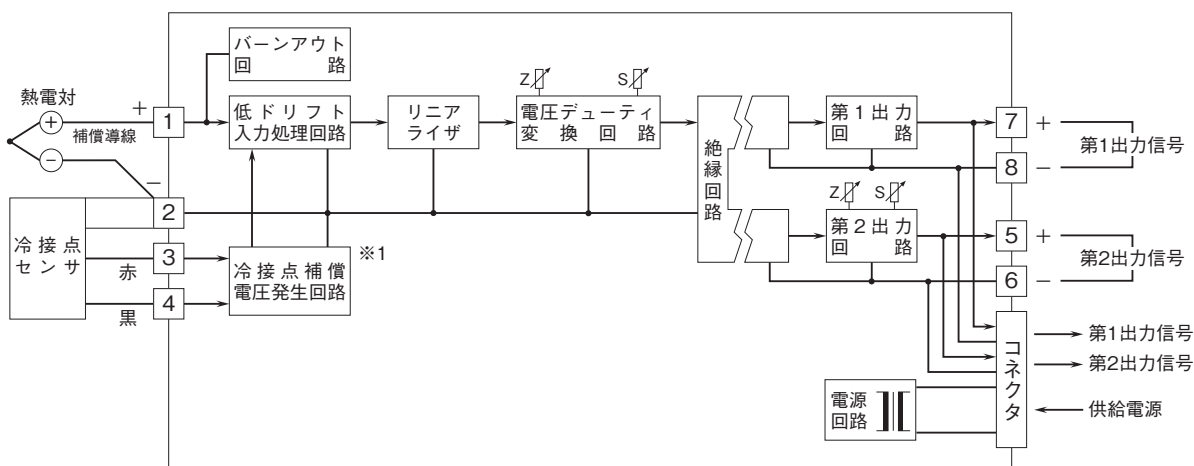 バーンアウト
回路
熱電対
+
補償導線
+
−
−
1
低ドリフト
入力処理回路
リニア
ライザ
Z
S
電圧デューティ
変換回路
絶縁回路
第1出力
回路
7
+
第1出力信号
8
−
2
Z
S
第2出力
回路
5
+
第2出力信号
6
−
冷接点
センサ
赤
3
黒
4
冷接点補償
電圧発生回路
※1
コネクタ
第1出力信号
第2出力信号
供給電源
電源
回路